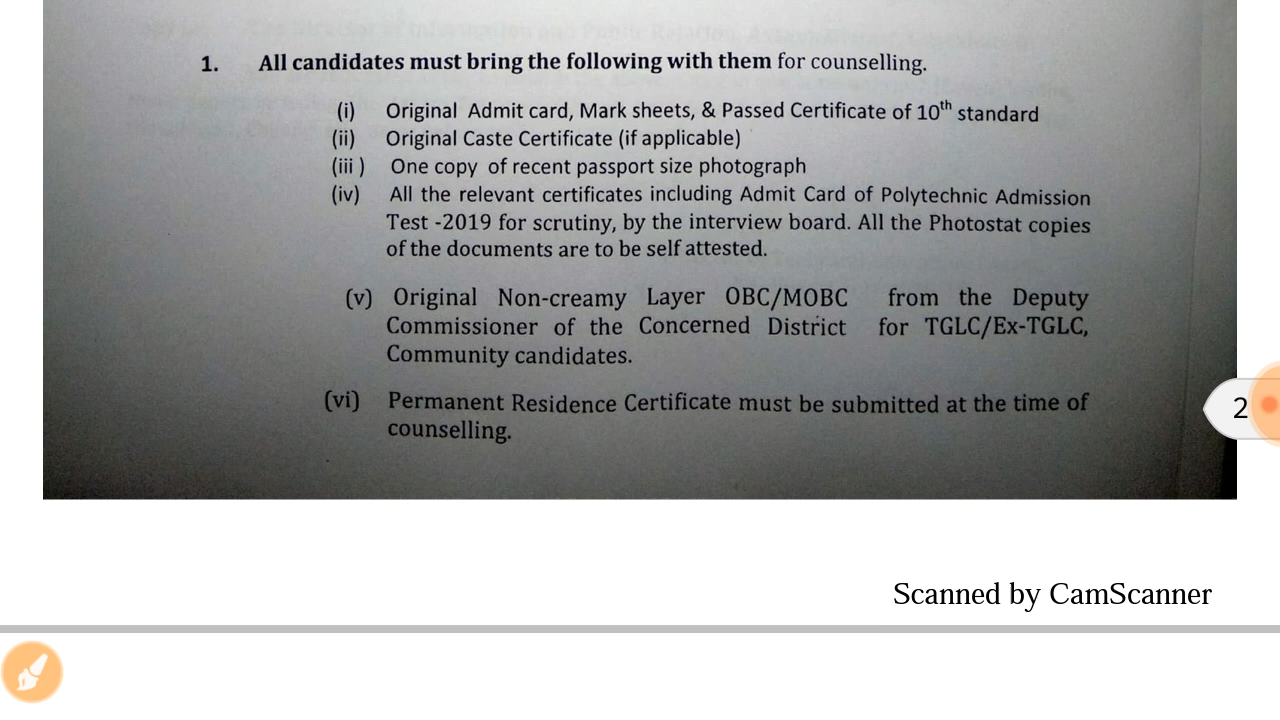 1. All candidates must bring the following with them for counselling.
(i) Original Admit card, Mark sheets, & Passed Certificate of 10th standard
(ii) Original Caste Certificate (if applicable)
(iii ) One copy of recent passport size photograph
(iv) All the relevant certificates including Admit Card of Polytechnic Admission
Test -2019 for scrutiny, by the interview board. All the Photostat copies
of the documents are to be self attested.
(v) Original Non-creamy Layer OBC/MOBC from the Deputy
Commissioner of the Concerned District for TGLC/Ex-TGLC,
Community candidates.
(vi) Permanent Residence Certificate must be submitted at the time of
counselling.
2
Scanned by CamScanner